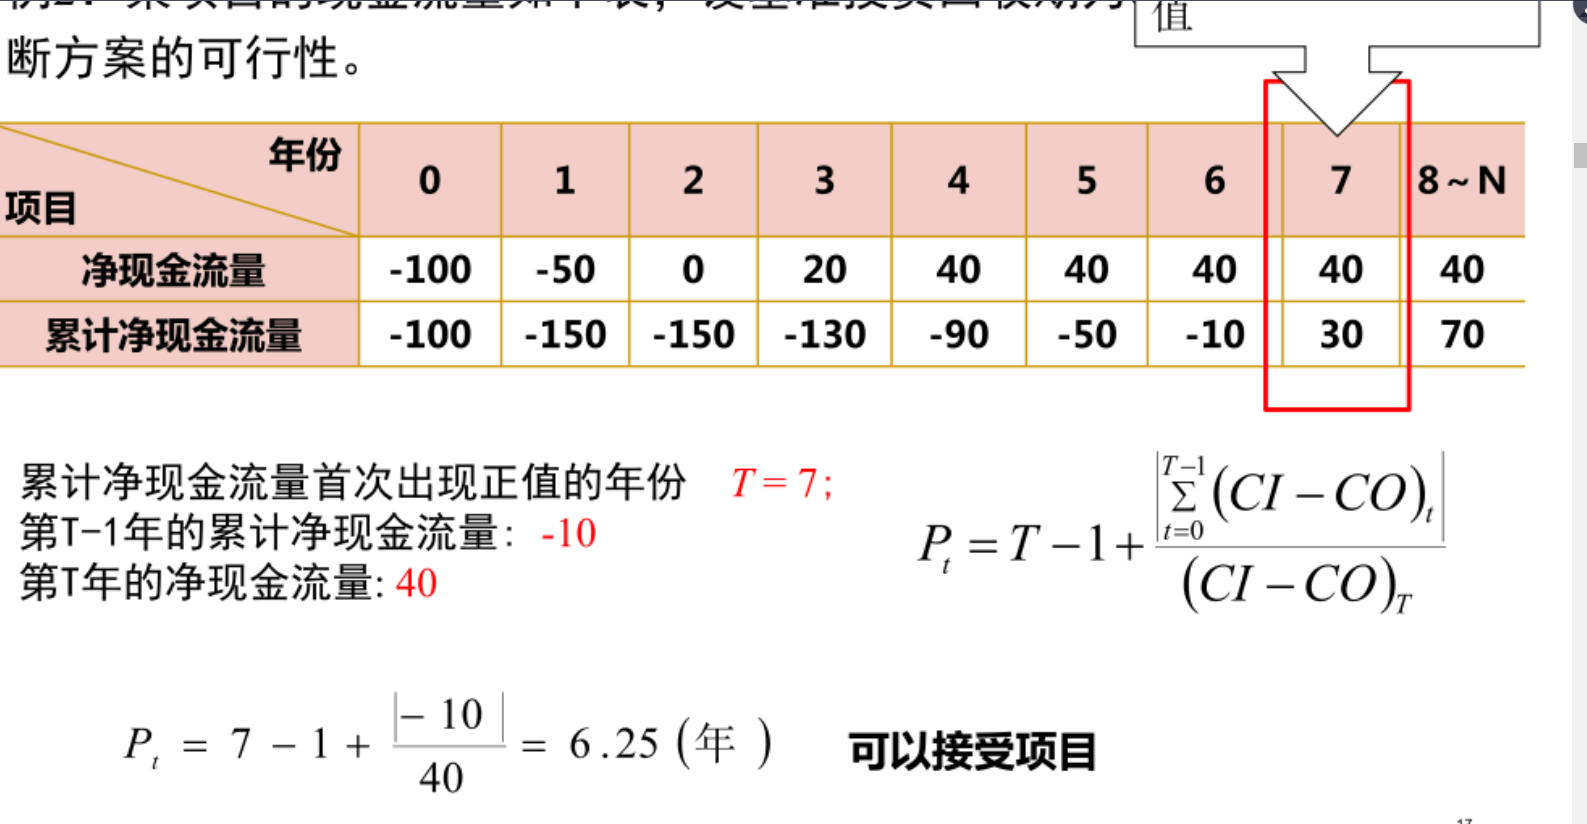 值
断方案的可行性。
年份
项目
0 1 2 3 4 5 6 7 8～N
净现金流量 -100 -50 0 20 40 40 40 40 40
累计净现金流量 -100 -150 -150 -130 -90 -50 -10 30 70
累计净现金流量首次出现正值的年份 T = 7;
第T-1年的累计净现金流量： -10
第T年的净现金流量: 40
P_t = T − 1 + |∑_{t=0}^{T−1} (CI − CO)_t| / (CI − CO)_T
P_t = 7 − 1 + |− 10| / 40 = 6.25 (年) 可以接受项目